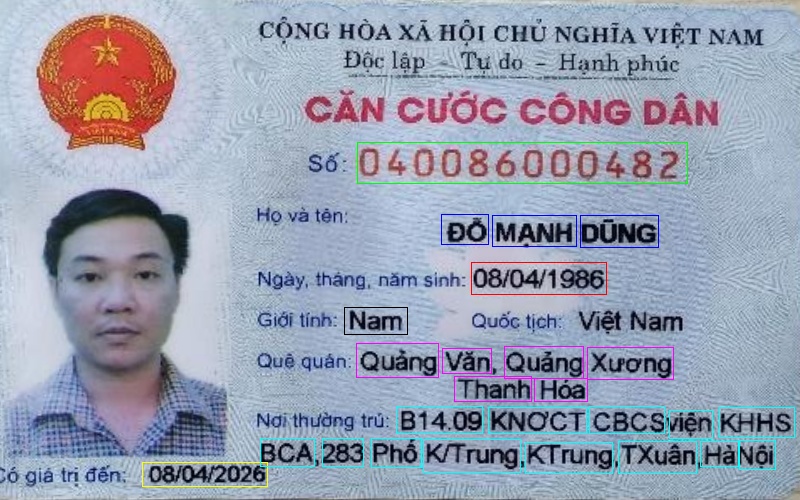 CỘNG HÒA XÃ HỘI CHỦ NGHĨA VIỆT NAM
Độc lập - Tự do - Hạnh phúc
CĂN CƯỚC CÔNG DÂN
Số: 040086000482
Họ và tên: ĐỖ MẠNH DŨNG
Ngày, tháng, năm sinh: 08/04/1986
Giới tính: Nam Quốc tịch: Việt Nam
Quê quán: Quảng Văn, Quảng Xương
Thanh Hóa
Nơi thường trú: B14.09 KNƠCT CBCS viện KHHS
BCA, 283 Phố K/Trung, KTrung, TXuân, Hà Nội
Có giá trị đến: 08/04/2026